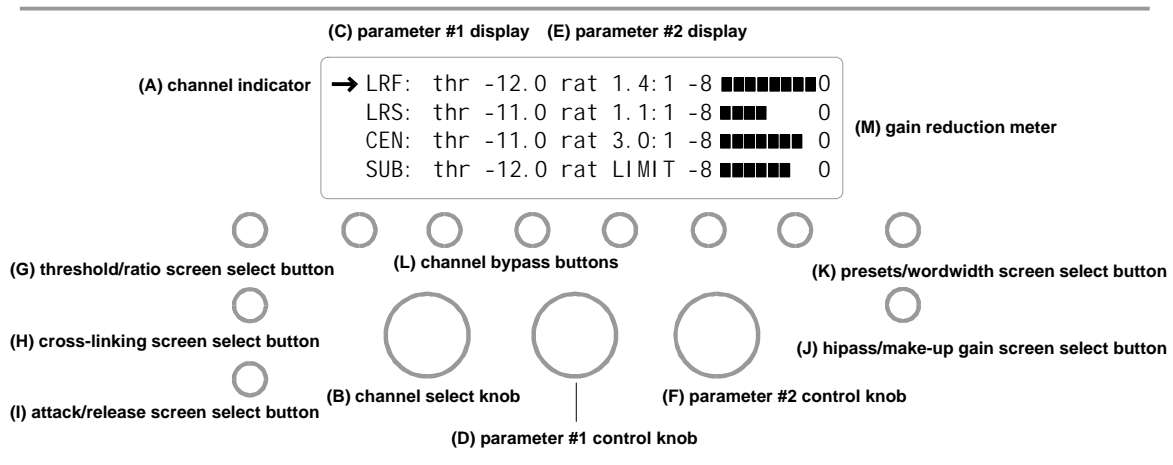 (C) parameter #1 display (E) parameter #2 display
(A) channel indicator
→ LRF: thr -12.0 rat 1.4:1 -8 ■■■■■■■■0
LRS: thr -11.0 rat 1.1:1 -8 ■■■■ 0
CEN: thr -11.0 rat 3.0:1 -8 ■■■■■■■ 0
SUB: thr -12.0 rat LIMIT -8 ■■■■■■ 0
(M) gain reduction meter
(G) threshold/ratio screen select button
(L) channel bypass buttons
(K) presets/wordwidth screen select button
(H) cross-linking screen select button
(J) hipass/make-up gain screen select button
(I) attack/release screen select button
(B) channel select knob
(F) parameter #2 control knob
(D) parameter #1 control knob